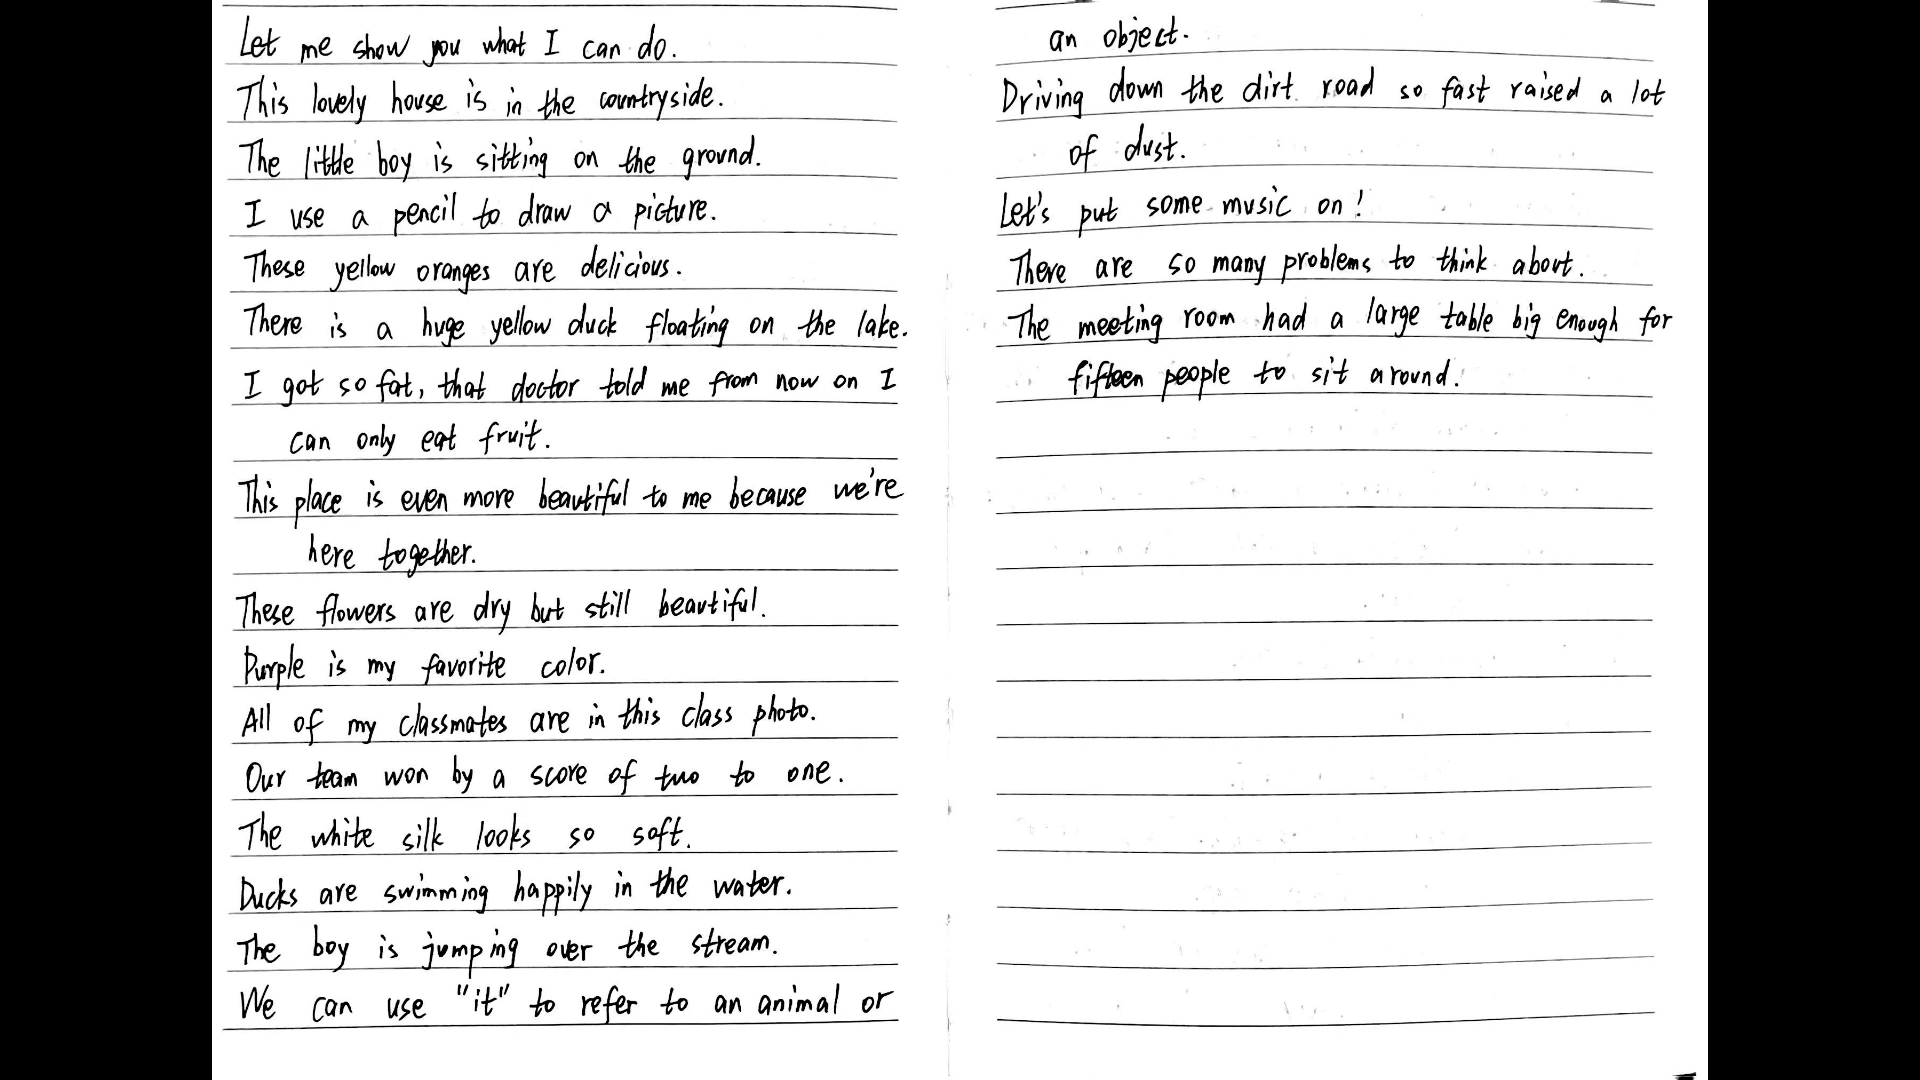 Let me show you what I can do.
This lovely house is in the countryside.
The little boy is sitting on the ground.
I use a pencil to draw a picture.
These yellow oranges are delicious.
There is a huge yellow duck floating on the lake.
I got so fat, that doctor told me from now on I
can only eat fruit.
This place is even more beautiful to me because we're
here together.
These flowers are dry but still beautiful.
Purple is my favorite color.
All of my classmates are in this class photo.
Our team won by a score of two to one.
The white silk looks so soft.
Ducks are swimming happily in the water.
The boy is jumping over the stream.
We can use "it" to refer to an animal or
an object.
Driving down the dirt road so fast raised a lot
of dust.
Let's put some music on!
There are so many problems to think about.
The meeting room had a large table big enough for
fifteen people to sit around.